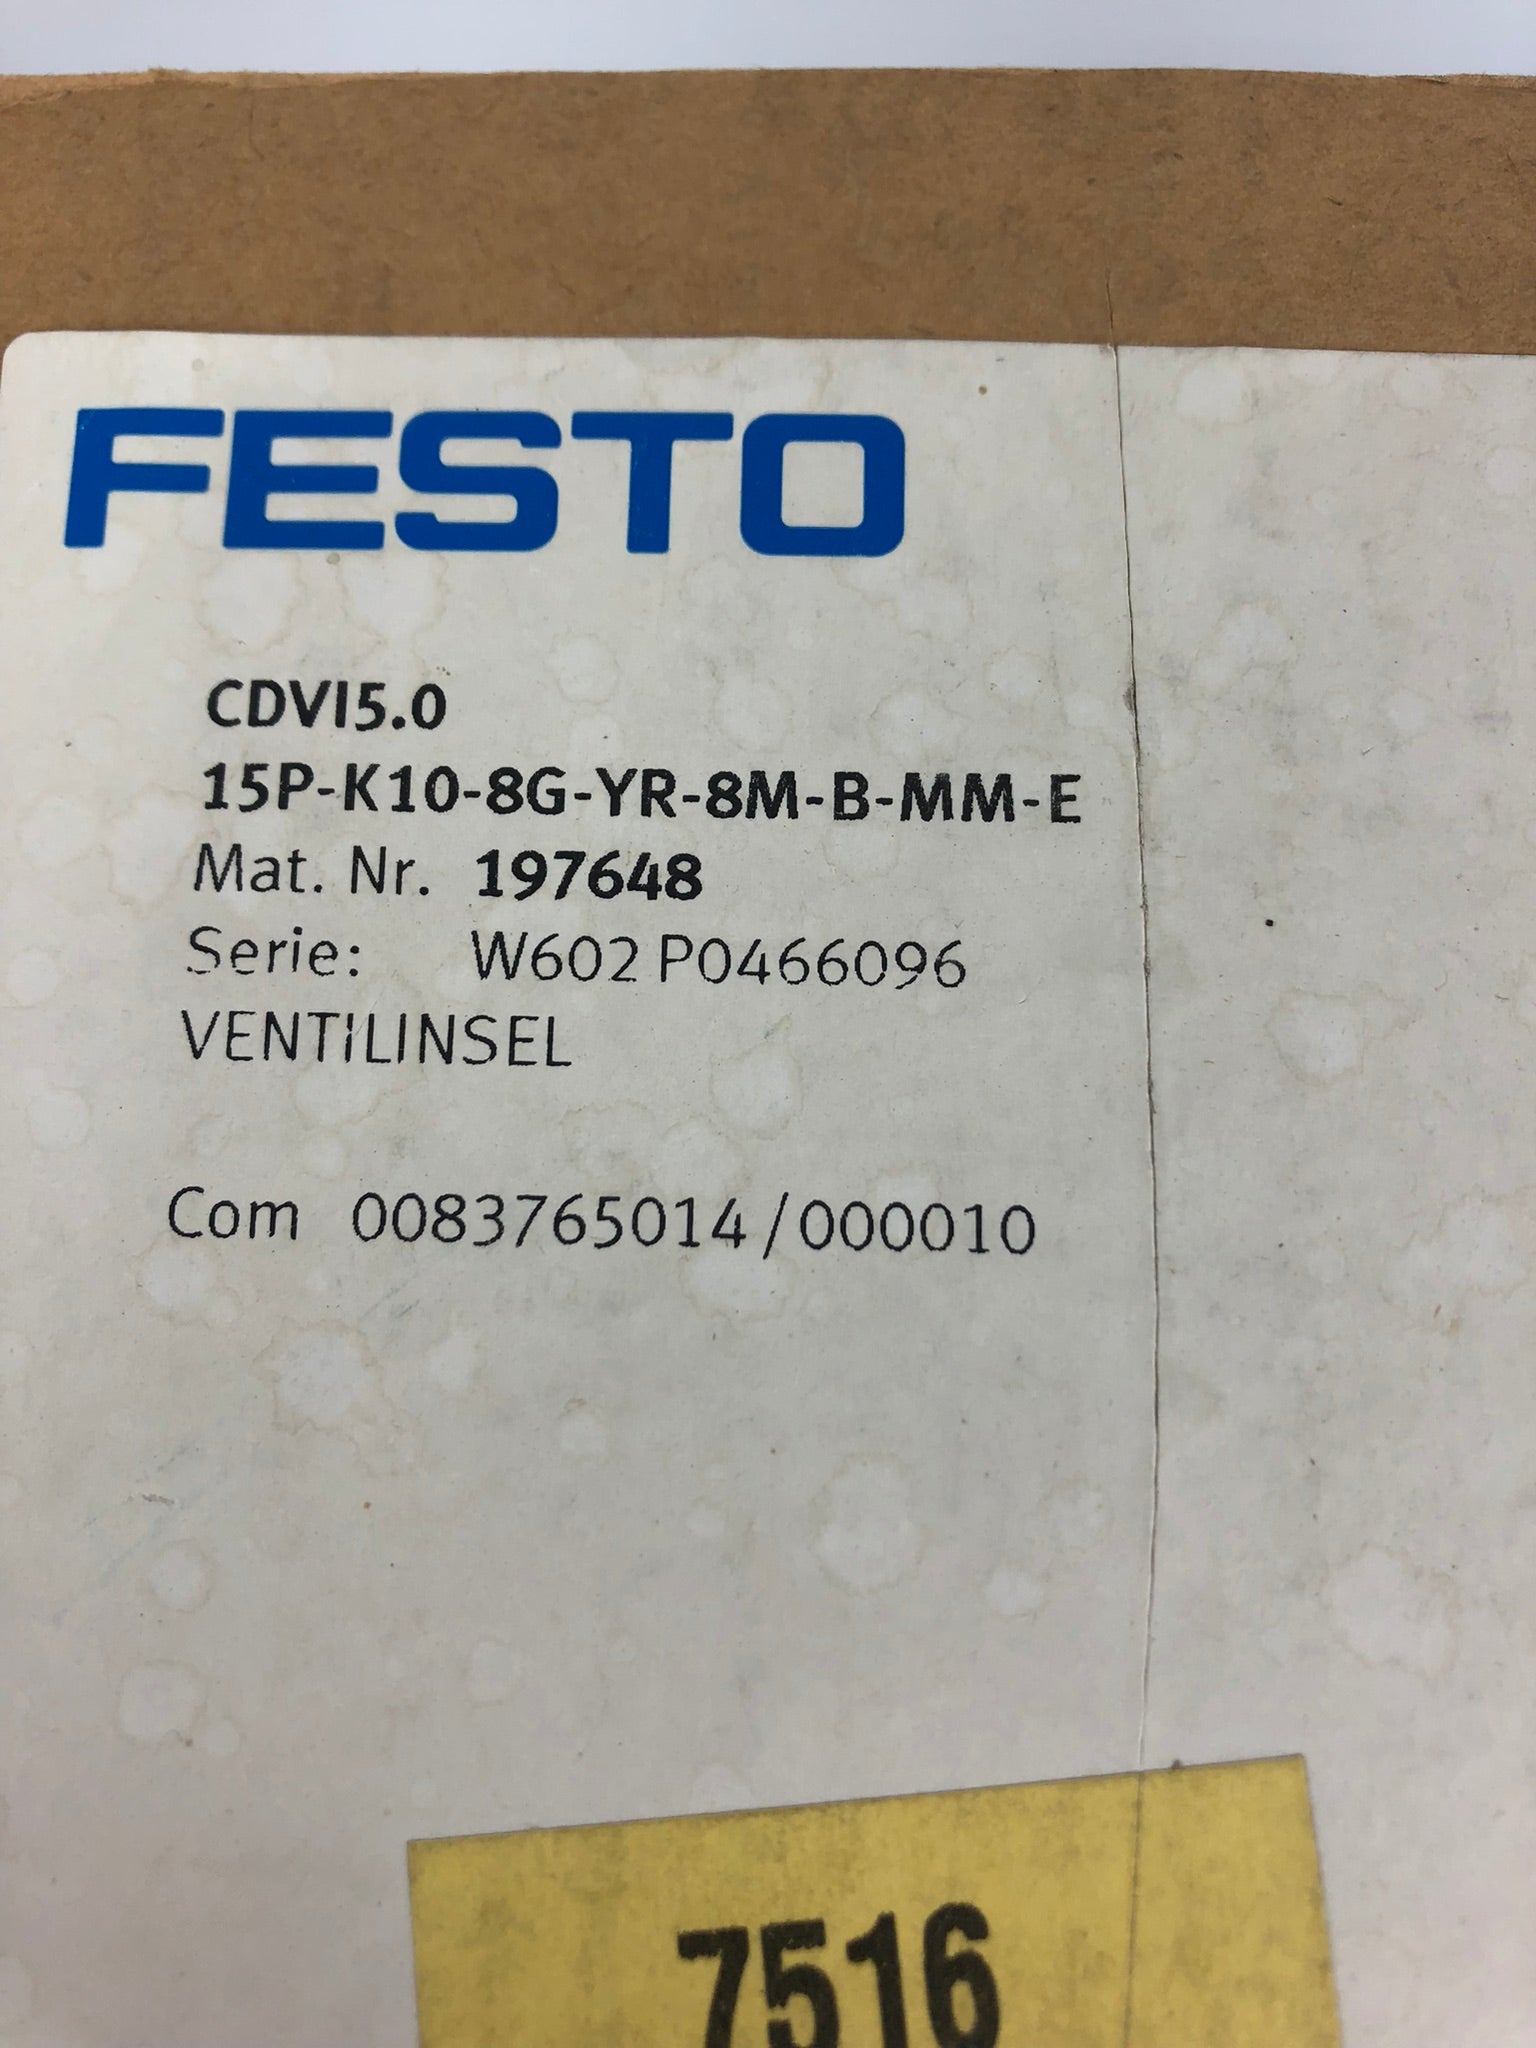 FESTO
CDVI5.0
15P-K10-8G-YR-8M-B-MM-E
Mat. Nr. 197648
Serie: W602 P0466096
VENTILINSEL
Com 0083765014/000010
7516